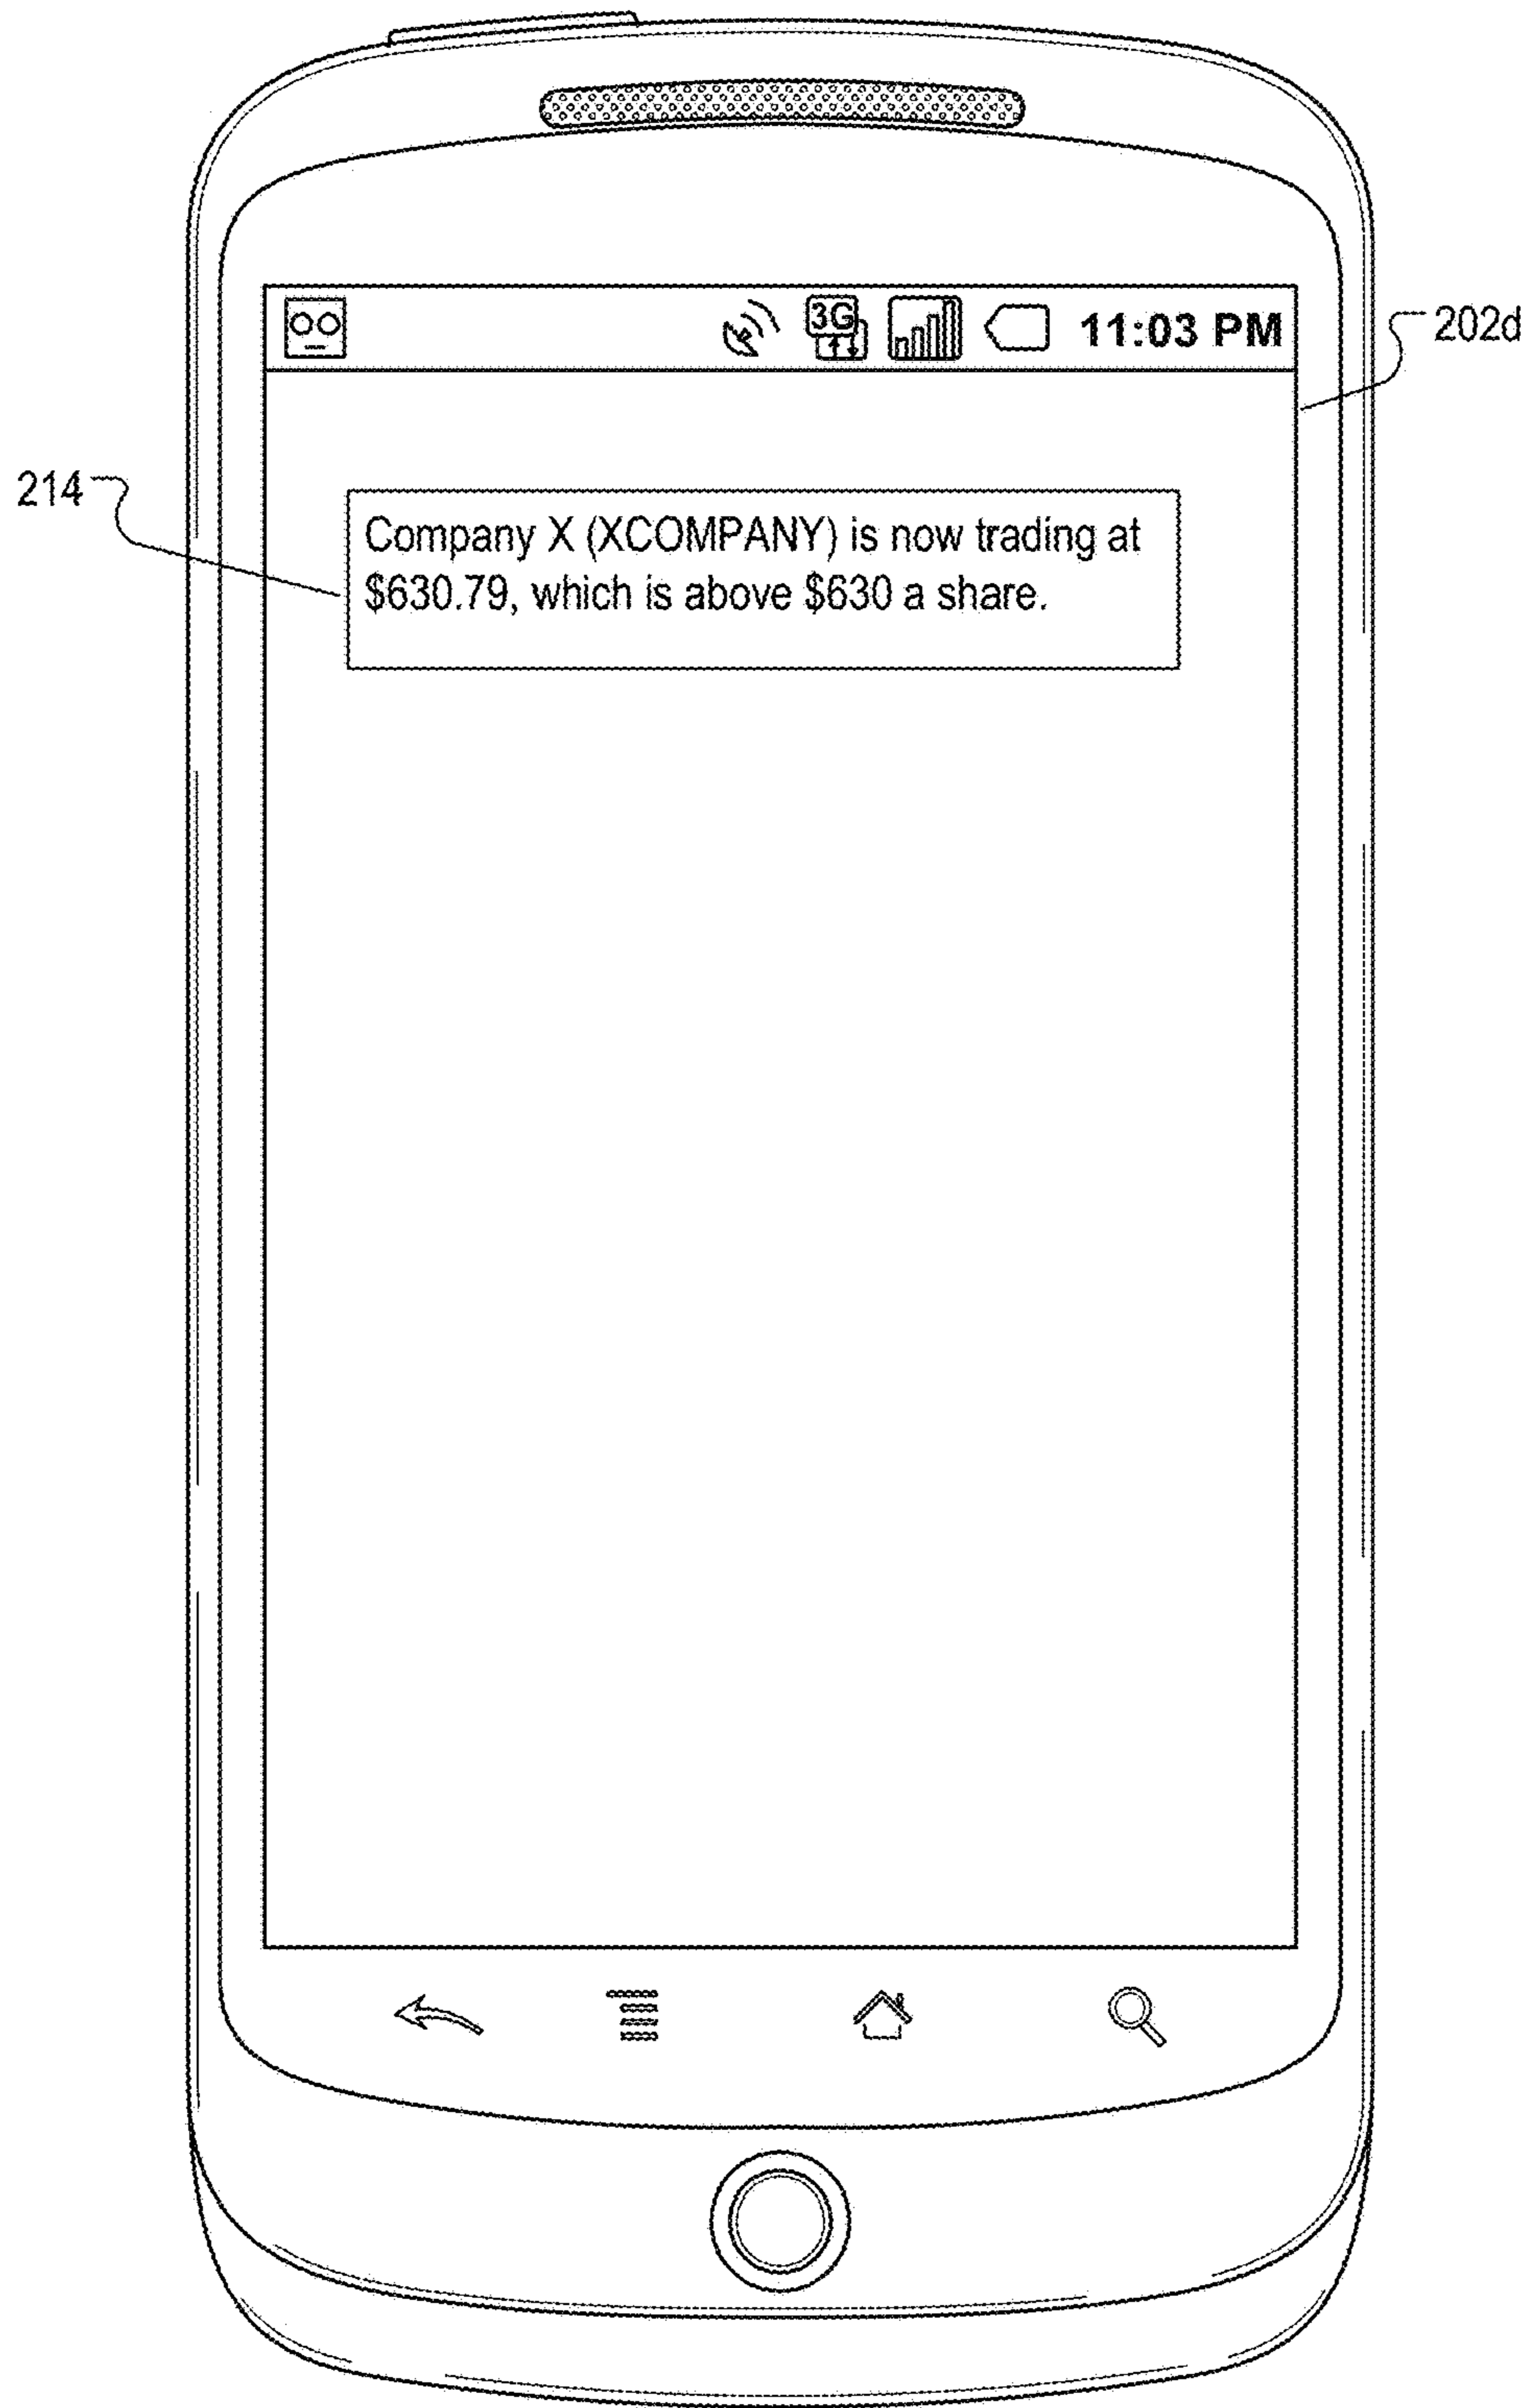 3G
11:03 PM
202d
214
Company X (XCOMPANY) is now trading at
$630.79, which is above $630 a share.